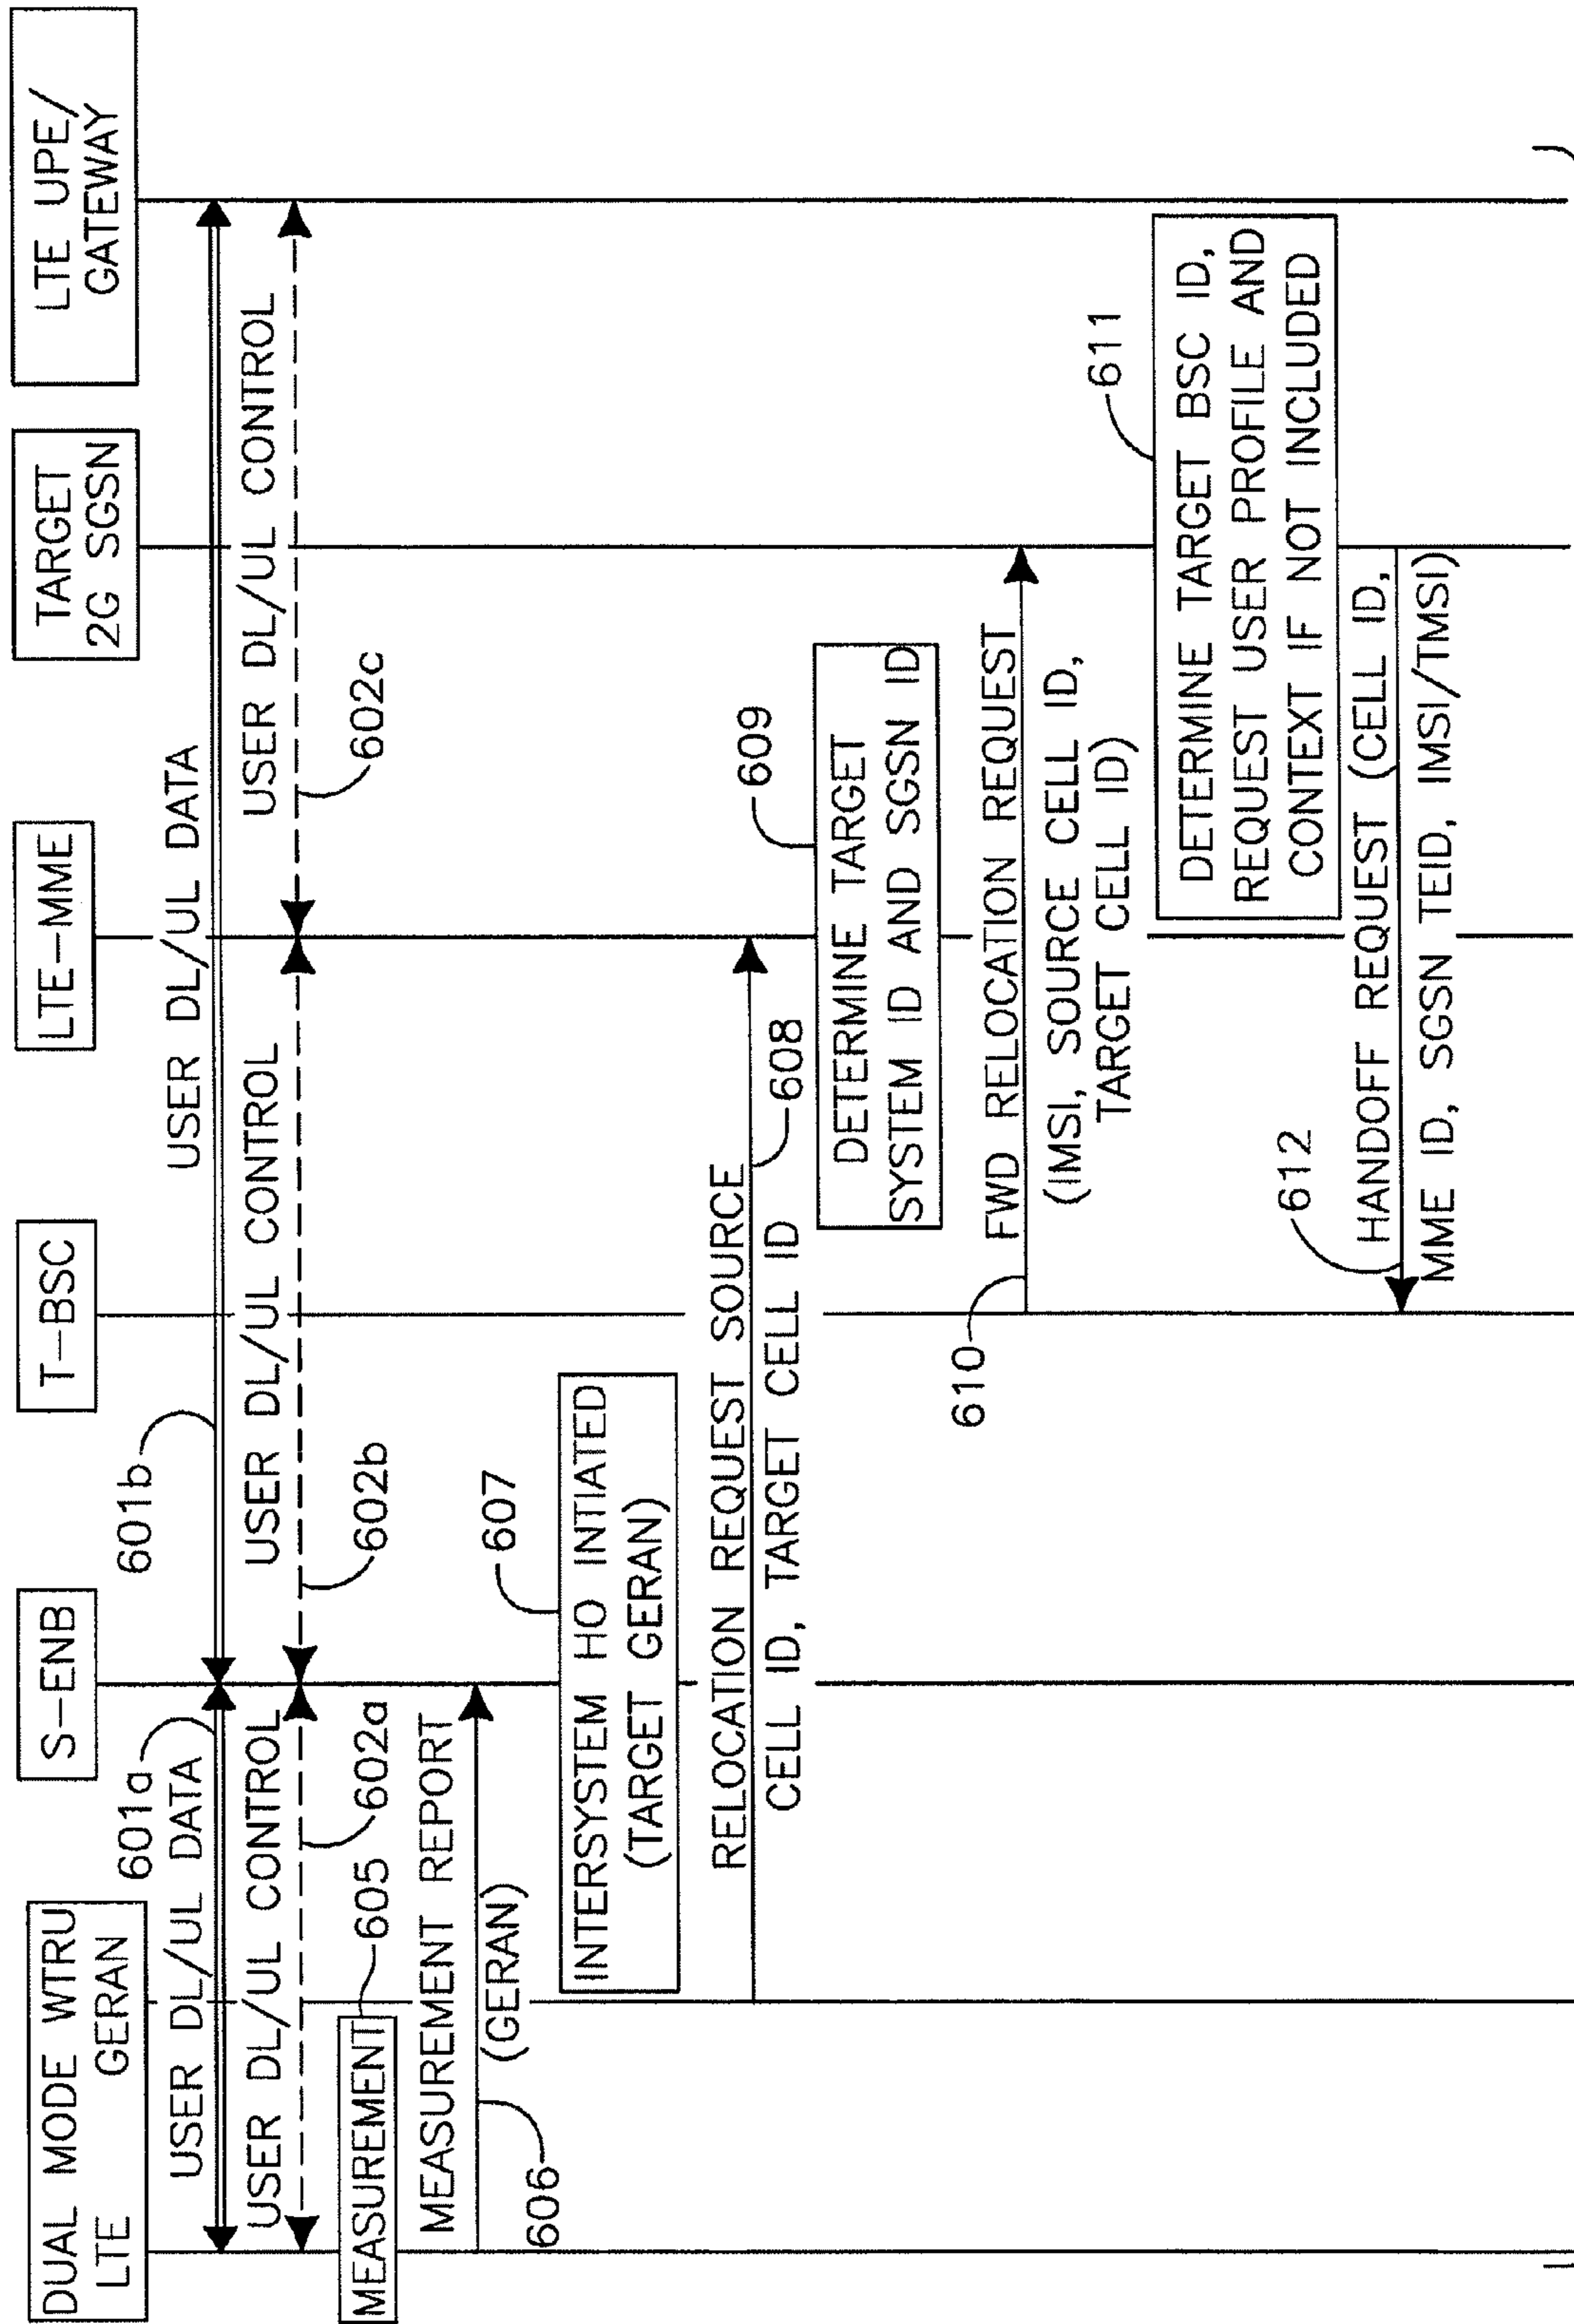 DUAL MODE WTRU
LTE GERAN
S-ENB
T-BSC
LTE-MME
TARGET
2G SGSN
LTE UPE/
GATEWAY
601a
USER DL/UL DATA
601b
USER DL/UL DATA
USER DL/UL CONTROL
602a
USER DL/UL CONTROL
602b
USER DL/UL CONTROL
602c
MEASUREMENT
605
MEASUREMENT REPORT
(GERAN)
606
607
INTERSYSTEM HO INTIATED
(TARGET GERAN)
RELOCATION REQUEST SOURCE
CELL ID, TARGET CELL ID
608
609
DETERMINE TARGET
SYSTEM ID AND SGSN ID
610
FWD RELOCATION REQUEST
(IMSI, SOURCE CELL ID,
TARGET CELL ID)
611
DETERMINE TARGET BSC ID,
REQUEST USER PROFILE AND
CONTEXT IF NOT INCLUDED
612
HANDOFF REQUEST (CELL ID,
MME ID, SGSN TEID, IMSI/TMSI)